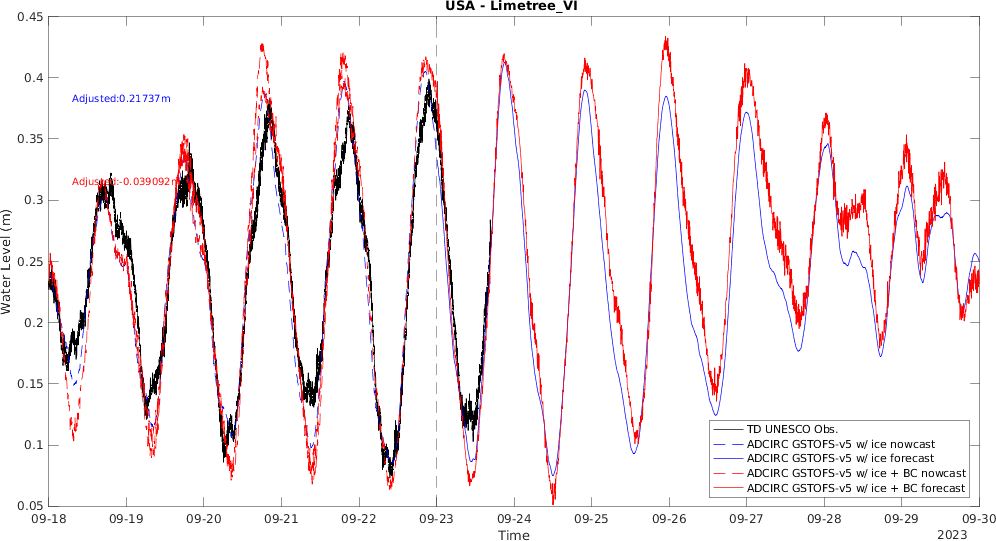 USA - Limetree_VI
0.45
0.4
0.35
0.3
0.25
0.2
0.15
0.1
0.05
Water Level (m)
Adjusted:0.21737m
Adjusted:-0.039092m
TD UNESCO Obs.
ADCIRC GSTOFS-v5 w/ ice nowcast
ADCIRC GSTOFS-v5 w/ ice forecast
ADCIRC GSTOFS-v5 w/ ice + BC nowcast
ADCIRC GSTOFS-v5 w/ ice + BC forecast
09-18 09-19 09-20 09-21 09-22 09-23 09-24 09-25 09-26 09-27 09-28 09-29 09-30
Time
2023